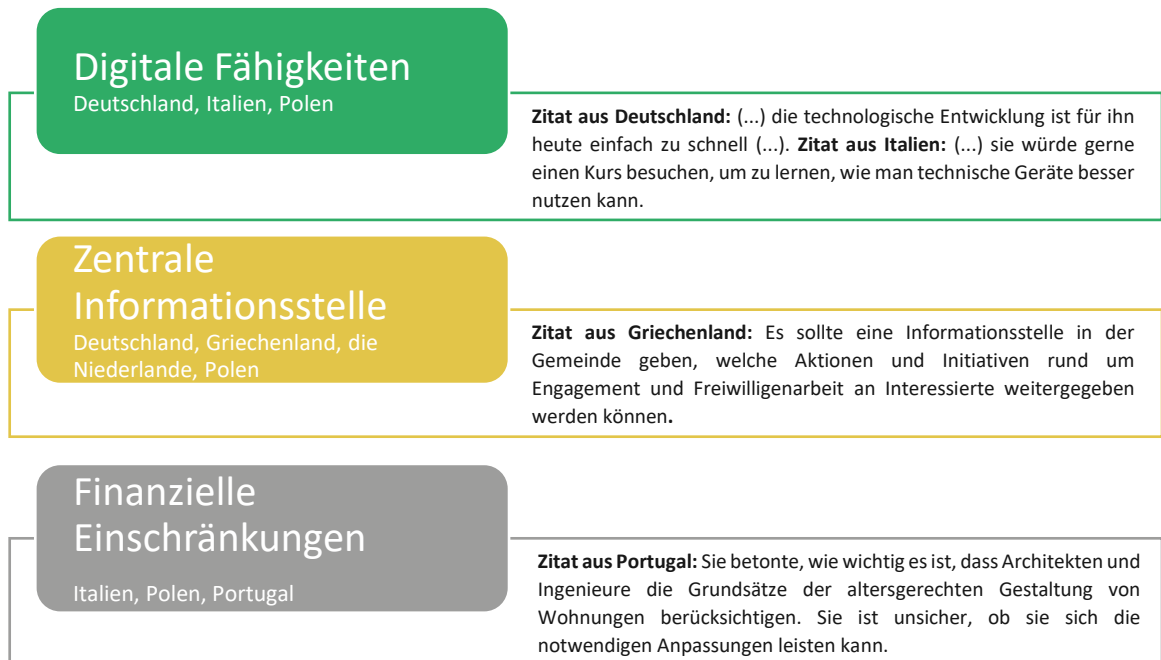 Digitale Fähigkeiten
Deutschland, Italien, Polen
Zitat aus Deutschland: (...) die technologische Entwicklung ist für ihn
heute einfach zu schnell (...). Zitat aus Italien: (...) sie würde gerne
einen Kurs besuchen, um zu lernen, wie man technische Geräte besser
nutzen kann.
Zentrale
Informationsstelle
Deutschland, Griechenland, die
Niederlande, Polen
Zitat aus Griechenland: Es sollte eine Informationsstelle in der
Gemeinde geben, welche Aktionen und Initiativen rund um
Engagement und Freiwilligenarbeit an Interessierte weitergegeben
werden können.
Finanzielle
Einschränkungen
Italien, Polen, Portugal
Zitat aus Portugal: Sie betonte, wie wichtig es ist, dass Architekten und
Ingenieure die Grundsätze der altersgerechten Gestaltung von
Wohnungen berücksichtigen. Sie ist unsicher, ob sie sich die
notwendigen Anpassungen leisten kann.